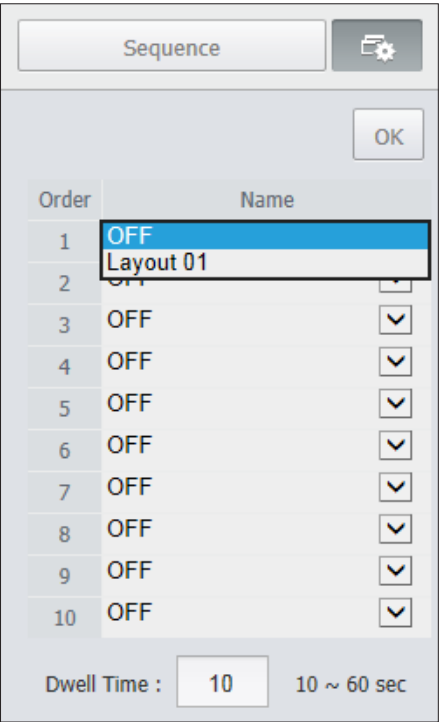 Sequence
OK
Order Name
1 OFF
Layout 01
2 OFF
3 OFF
4 OFF
5 OFF
6 OFF
7 OFF
8 OFF
9 OFF
10 OFF
Dwell Time : 10 10 ~ 60 sec